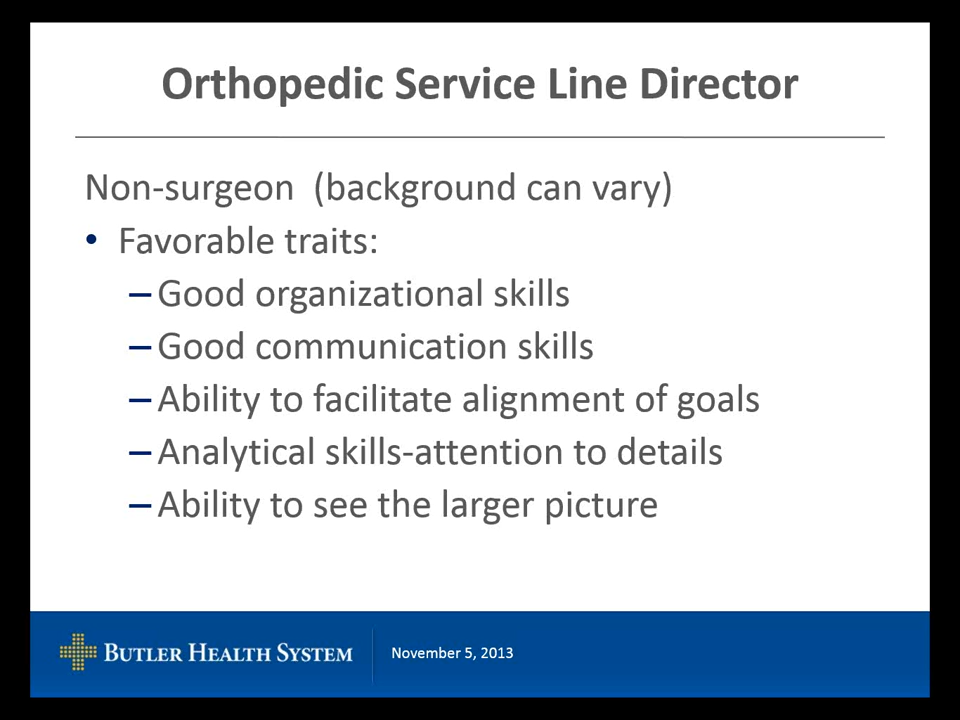 Orthopedic Service Line Director
Non-surgeon (background can vary)
• Favorable traits:
–Good organizational skills
–Good communication skills
–Ability to facilitate alignment of goals
–Analytical skills-attention to details
–Ability to see the larger picture
BUTLER HEALTH SYSTEM
November 5, 2013